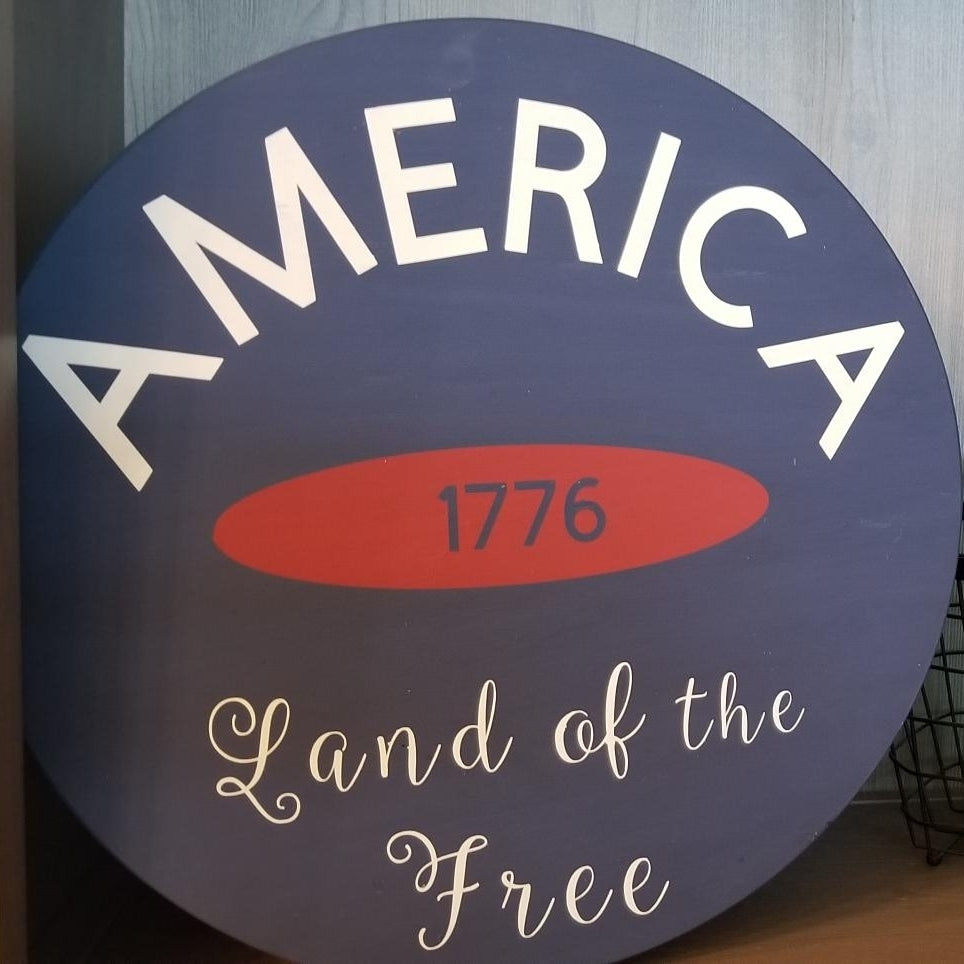 AMERICA
1776
Land of the
Free